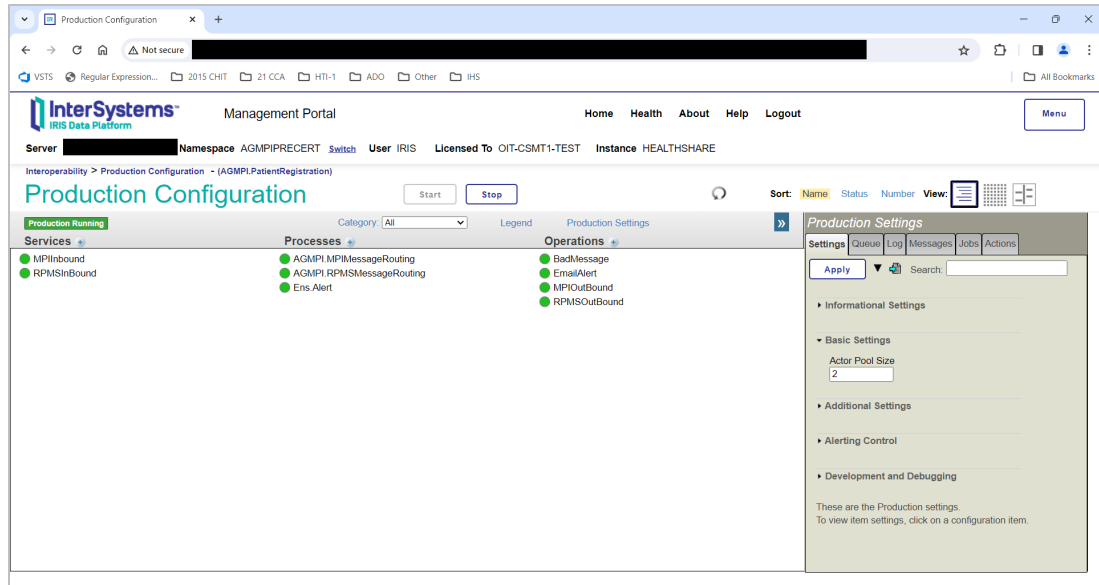 Production Configuration
Not secure
VSTS Regular Expression... 2015 CHIT 21 CCA HTI-1 ADO Other IHS All Bookmarks
InterSystems™
IRIS Data Platform
Management Portal
Home Health About Help Logout
Menu
Server Namespace AGMPIPRECERT Switch User IRIS Licensed To OIT-CSMT1-TEST Instance HEALTHSHARE
Interoperability > Production Configuration - (AGMPI.PatientRegistration)
Production Configuration
Start Stop
Sort: Name Status Number View:
Production Running
Category: All Legend Production Settings
»
Services Processes Operations
MPIInbound
RPMSInBound
AGMPI.MPIMessageRouting
AGMPI.RPMSMessageRouting
Ens.Alert
BadMessage
EmailAlert
MPIOutBound
RPMSOutBound
Production Settings
Settings Queue Log Messages Jobs Actions
Apply Search:
Informational Settings
Basic Settings
Actor Pool Size
2
Additional Settings
Alerting Control
Development and Debugging
These are the Production settings.
To view item settings, click on a configuration item.